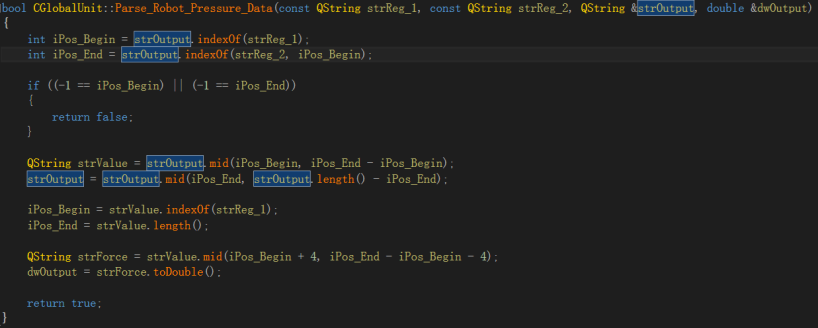 bool CGlobalUnit::Parse_Robot_Pressure_Data(const QString strReg_1, const QString strReg_2, QString &strOutput, double &dwOutput)
{
    int iPos_Begin = strOutput.indexOf(strReg_1);
    int iPos_End = strOutput.indexOf(strReg_2, iPos_Begin);
    if ((-1 == iPos_Begin) || (-1 == iPos_End))
    {
        return false;
    }
    QString strValue = strOutput.mid(iPos_Begin, iPos_End - iPos_Begin);
    strOutput = strOutput.mid(iPos_End, strOutput.length() - iPos_End);
    iPos_Begin = strValue.indexOf(strReg_1);
    iPos_End = strValue.length();
    QString strForce = strValue.mid(iPos_Begin + 4, iPos_End - iPos_Begin - 4);
    dwOutput = strForce.toDouble();
    return true;
}